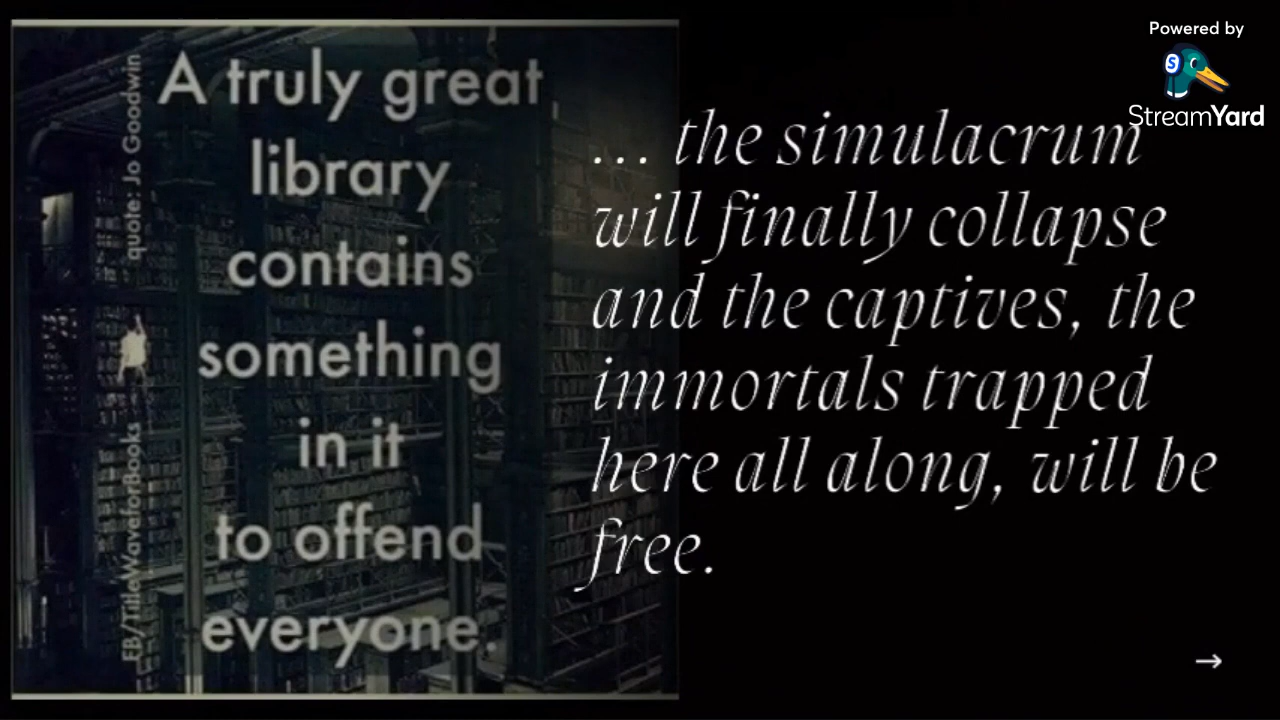 A truly great
library
contains
something
in it
to offend
everyone.
quote: Jo Goodwin
FB/TitleWaveforBooks
... the simulacrum
will finally collapse
and the captives, the
immortals trapped
here all along, will be
free.
→
Powered by
S
StreamYard